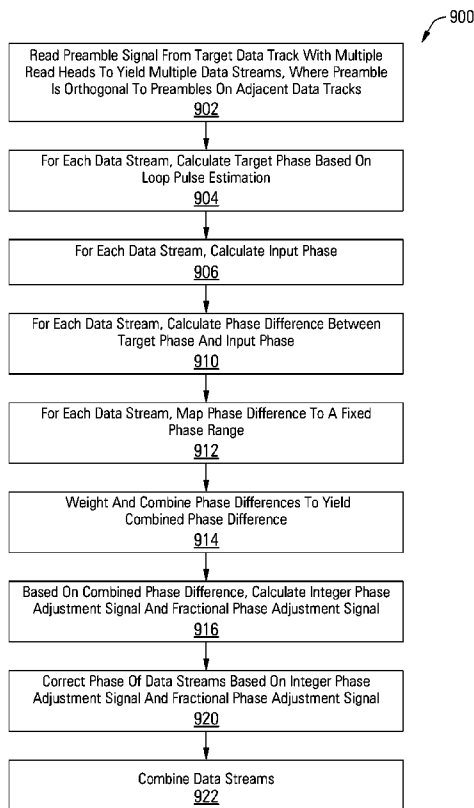 900
Read Preamble Signal From Target Data Track With Multiple
Read Heads To Yield Multiple Data Streams, Where Preamble
Is Orthogonal To Preambles On Adjacent Data Tracks
902
For Each Data Stream, Calculate Target Phase Based On
Loop Pulse Estimation
904
For Each Data Stream, Calculate Input Phase
906
For Each Data Stream, Calculate Phase Difference Between
Target Phase And Input Phase
910
For Each Data Stream, Map Phase Difference To A Fixed
Phase Range
912
Weight And Combine Phase Differences To Yield
Combined Phase Difference
914
Based On Combined Phase Difference, Calculate Integer Phase
Adjustment Signal And Fractional Phase Adjustment Signal
916
Correct Phase Of Data Streams Based On Integer Phase
Adjustment Signal And Fractional Phase Adjustment Signal
920
Combine Data Streams
922